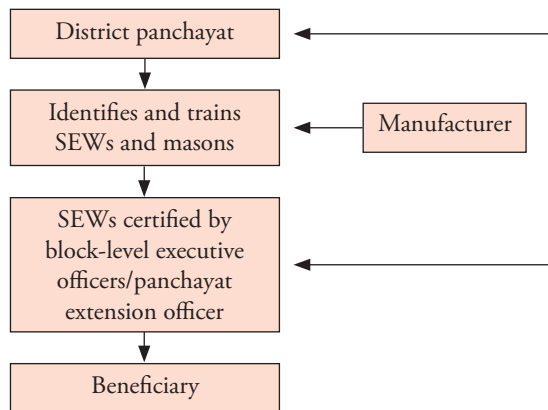 District panchayat
Identifies and trains
SEWs and masons
Manufacturer
SEWs certified by
block-level executive
officers/panchayat
extension officer
Beneficiary